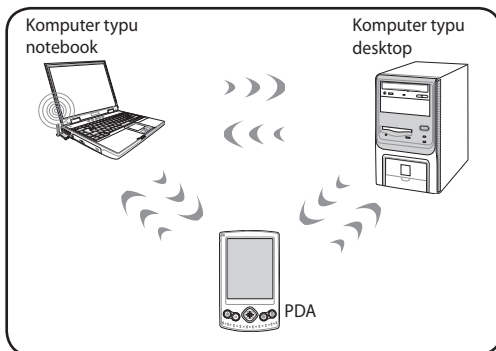 Komputer typu
notebook
Komputer typu
desktop
PDA